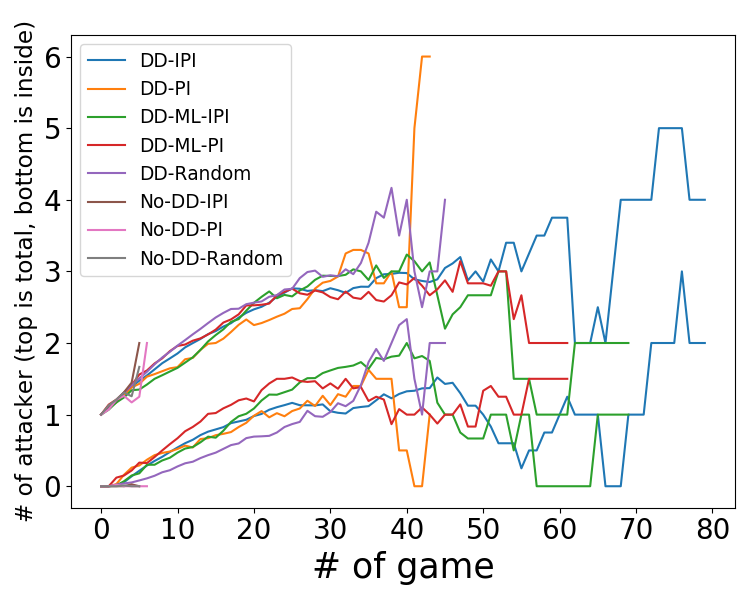 # of attacker (top is total, bottom is inside)
6
5
4
3
2
1
0
DD-IPI
DD-PI
DD-ML-IPI
DD-ML-PI
DD-Random
No-DD-IPI
No-DD-PI
No-DD-Random
0 10 20 30 40 50 60 70 80
# of game